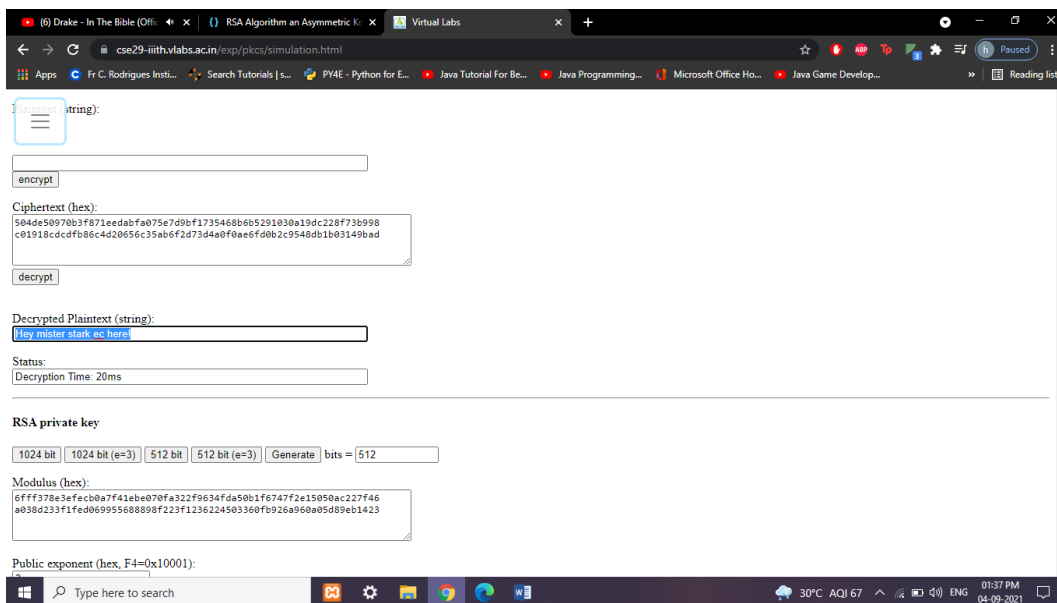 (6) Drake - In The Bible (Offic
RSA Algorithm an Asymmetric Ke
Virtual Labs
cse29-iiith.vlabs.ac.in/exp/pkcs/simulation.html
ABP
Tp
3
h Paused
Apps
Fr C. Rodrigues Insti...
Search Tutorials | s...
PY4E - Python for E...
Java Tutorial For Be...
Java Programming...
Microsoft Office Ho...
Java Game Develop...
»
Reading list
Plaintext (string):
encrypt
Ciphertext (hex):
504de50970b3f871eedabfa075e7d9bf1735468b6b5291030a19dc228f73b998
c01918cdcdfb86c4d20656c35ab6f2d73d4a0f0ae6fd0b2c9548db1b03149bad
decrypt
Decrypted Plaintext (string):
Hey mister stark ec here!
Status:
Decryption Time: 20ms
RSA private key
1024 bit 1024 bit (e=3) 512 bit 512 bit (e=3) Generate bits = 512
Modulus (hex):
6fff378e3efecb0a7f41ebe070fa322f9634fda50b1f6747f2e15050ac227f46
a038d233f1fed069955688898f223f1236224503360fb926a960a05d89eb1423
Public exponent (hex, F4=0x10001):
Type here to search
30°C AQI 67
ENG
01:37 PM
04-09-2021